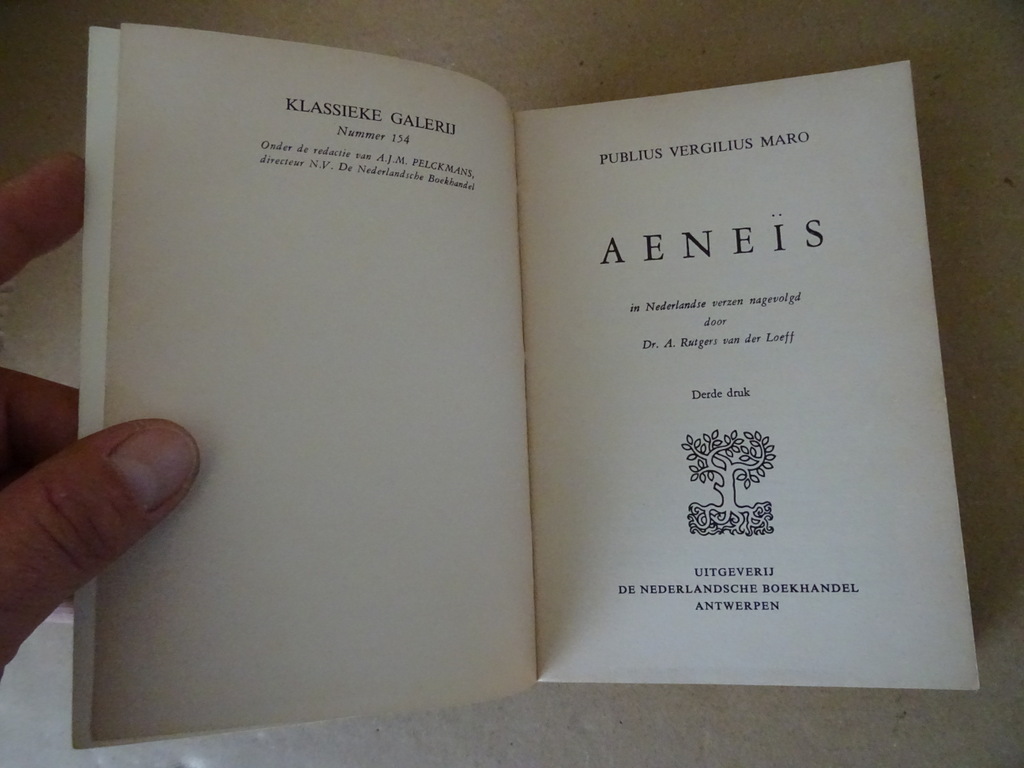 KLASSIEKE GALERIJ
Nummer 154
Onder de redactie van A.J.M. PELCKMANS,
directeur N.V. De Nederlandsche Boekhandel
PUBLIUS VERGILIUS MARO
AENEÏS
in Nederlandse verzen nagevolgd
door
Dr. A. Rutgers van der Loeff
Derde druk
UITGEVERIJ
DE NEDERLANDSCHE BOEKHANDEL
ANTWERPEN